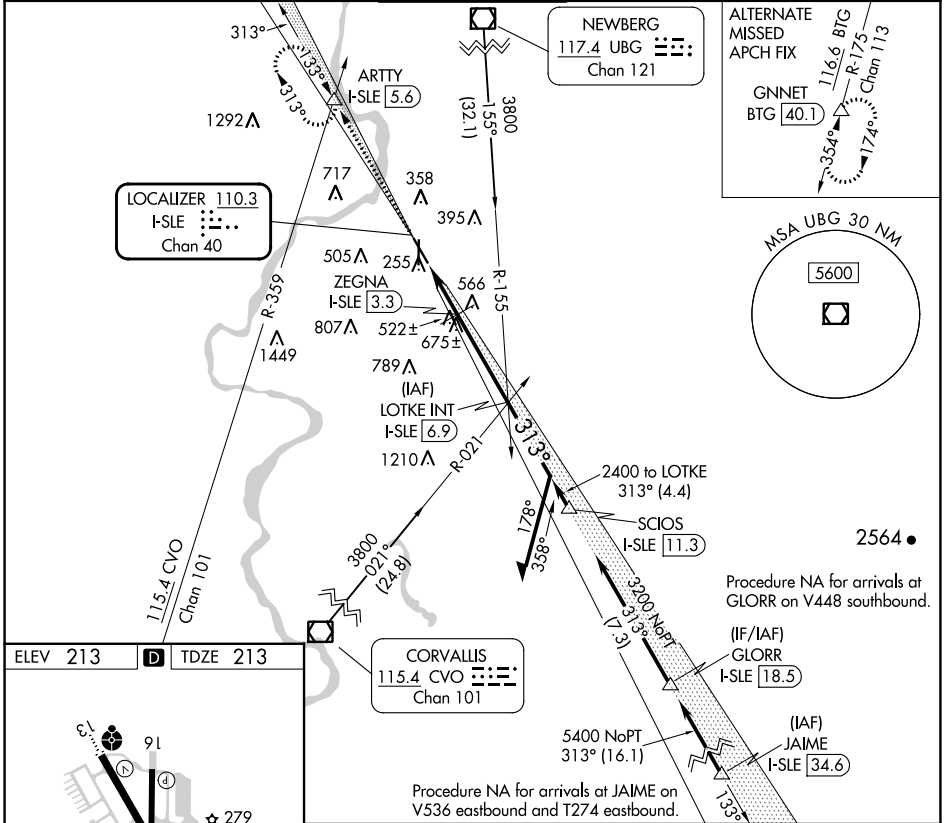 313°
133°
313°
ARTTY
I-SLE 5.6
1292
717
358
395
LOCALIZER 110.3
I-SLE
Chan 40
505
255
ZEGNA
I-SLE 3.3
566
807
522±
675±
1449
789
(IAF)
LOTKE INT
I-SLE 6.9
1210
R-359
R-021
R-155
NEWBERG
117.4 UBG
Chan 121
3800
155°
(32.1)
ALTERNATE
MISSED
APCH FIX
116.6 BTG
R-175
Chan 113
GNNET
BTG 40.1
354°
174°
MSA UBG 30 NM
5600
313°
2400 to LOTKE
313° (4.4)
SCIOS
I-SLE 11.3
178°
358°
2564
3800
021°
(24.8)
115.4 CVO
Chan 101
CORVALLIS
115.4 CVO
Chan 101
3200 NoPT
313°
(7.3)
Procedure NA for arrivals at
GLORR on V448 southbound.
(IF/IAF)
GLORR
I-SLE 18.5
5400 NoPT
313° (16.1)
(IAF)
JAIME
I-SLE 34.6
133°
Procedure NA for arrivals at JAIME on
V536 eastbound and T274 eastbound.
ELEV 213 D TDZE 213
13
16
V
P
279